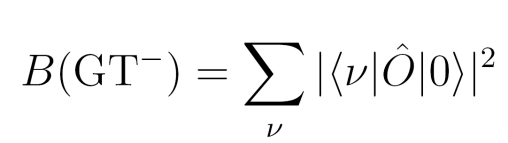 B(GT⁻) = ∑_ν |⟨ν|Ô|0⟩|²